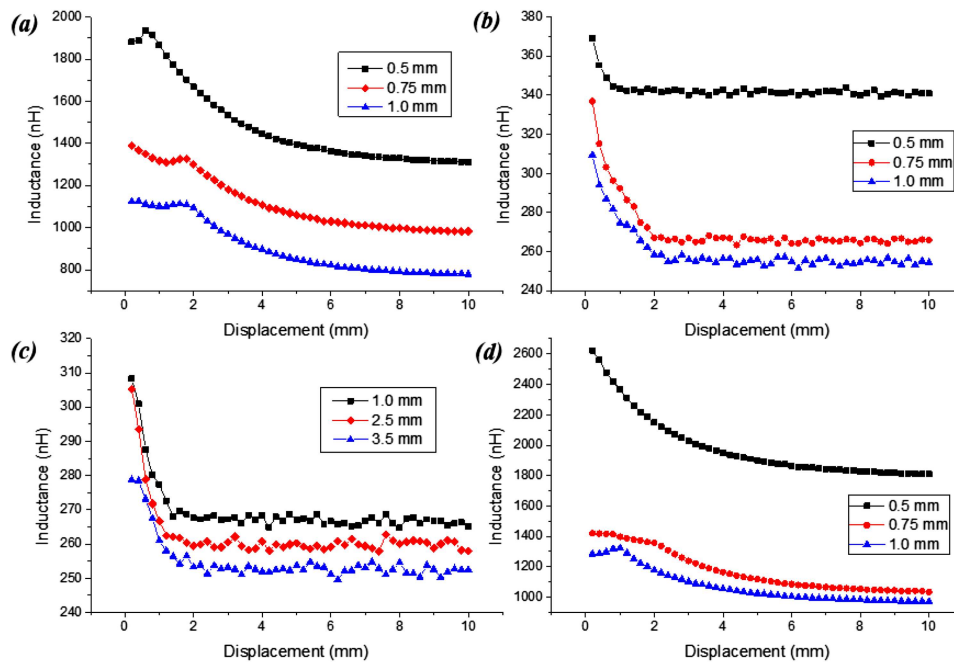 (a)
2000
1800
1600
1400
1200
1000
800
Inductance (nH)
0.5 mm
0.75 mm
1.0 mm
0 2 4 6 8 10
Displacement (mm)
(b)
380
360
340
320
300
280
260
240
Inductance (nH)
0.5 mm
0.75 mm
1.0 mm
0 2 4 6 8 10
Displacement (mm)
(c)
320
310
300
290
280
270
260
250
240
Inductance (nH)
1.0 mm
2.5 mm
3.5 mm
0 2 4 6 8 10
Displacement (mm)
(d)
2600
2400
2200
2000
1800
1600
1400
1200
1000
Inductance (nH)
0.5 mm
0.75 mm
1.0 mm
0 2 4 6 8 10
Displacement (mm)